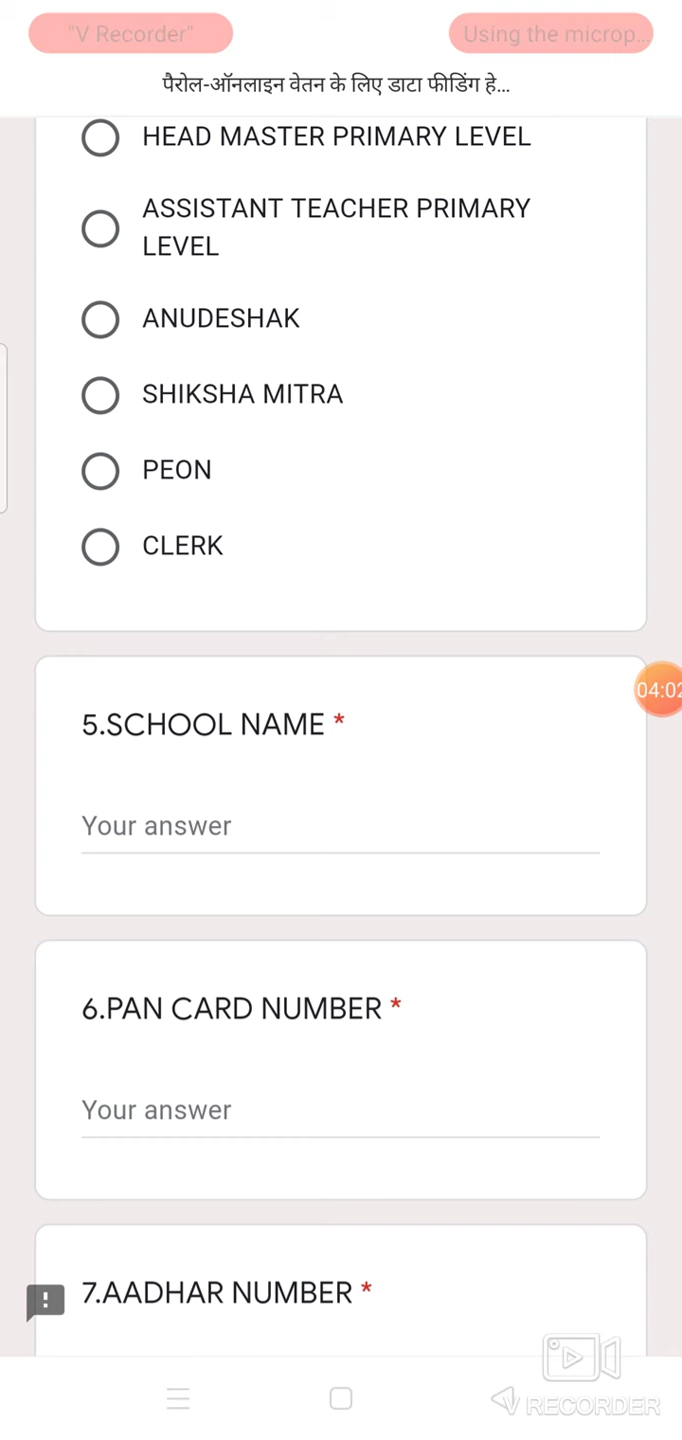 "V Recorder"
Using the microp...
पैरोल-ऑनलाइन वेतन के लिए डाटा फीडिंग हे...
HEAD MASTER PRIMARY LEVEL
ASSISTANT TEACHER PRIMARY
LEVEL
ANUDESHAK
SHIKSHA MITRA
PEON
CLERK
04:02
5.SCHOOL NAME *
Your answer
6.PAN CARD NUMBER *
Your answer
7.AADHAR NUMBER *
V RECORDER